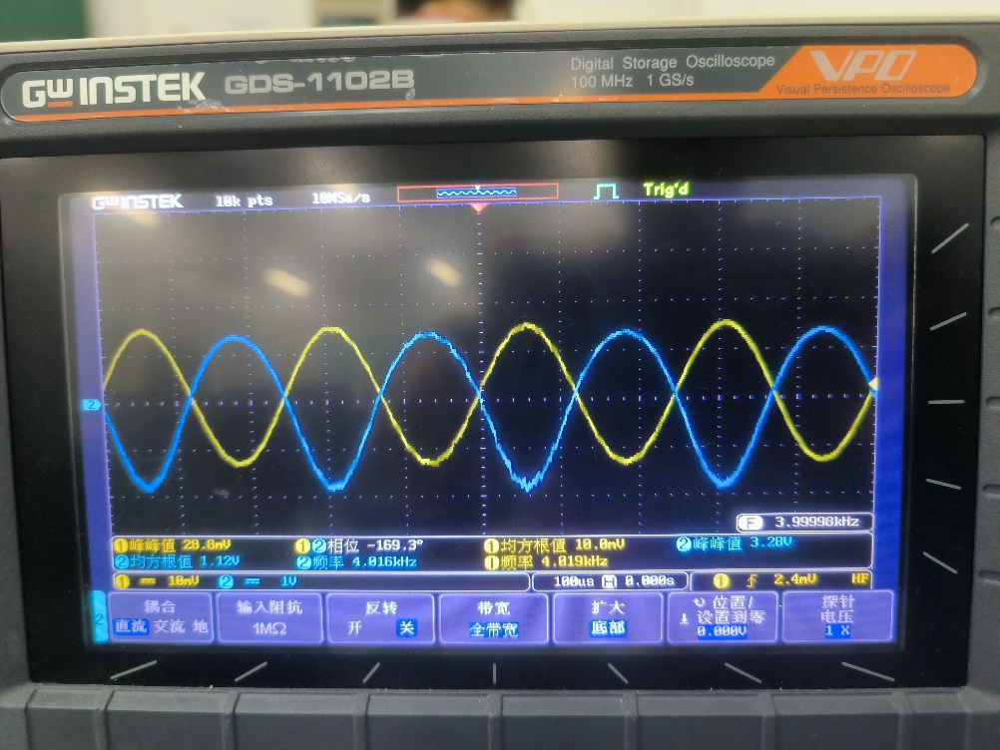 GWINSTEK GDS-1102B
Digital Storage Oscilloscope
100 MHz 1 GS/s
VPO
Visual Persistence Oscilloscope
GWINSTEK 10k pts 10MSa/s Trig'd
2
F 3.99998kHz
1 峰峰值 28.8mV 1 2 相位 -169.3° 1 均方根值 10.0mV 2 峰峰值 3.28V
2 均方根值 1.12V 2 频率 4.016kHz 1 频率 4.019kHz
1 10mV 2 1V 100us H 0.000s 1 2.4mV HF
2
耦合
直流 交流 地
输入阻抗
1MΩ
反转
开 关
带宽
全带宽
扩大
底部
位置/
设置到零
0.000V
探针
电压
1 X